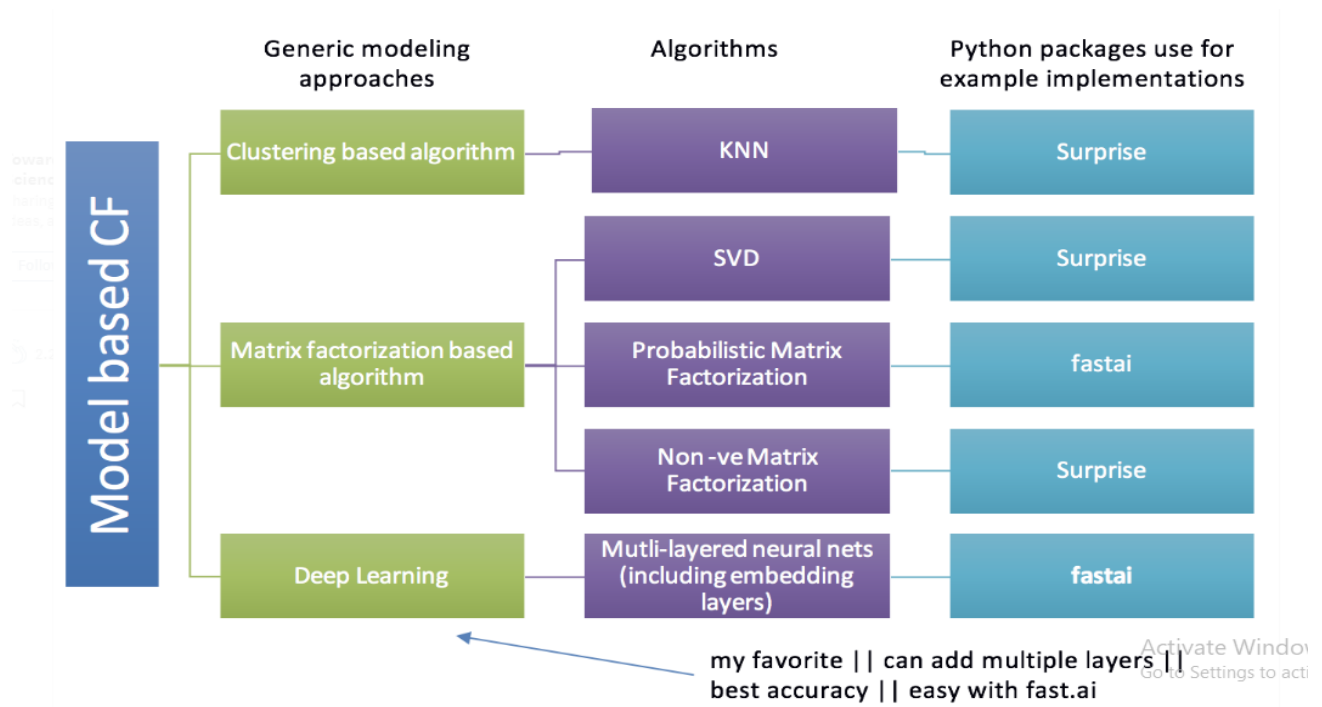 Generic modeling
approaches
Algorithms
Python packages use for
example implementations
Model based CF
Clustering based algorithm
KNN
Surprise
SVD
Surprise
Matrix factorization based
algorithm
Probabilistic Matrix
Factorization
fastai
Non -ve Matrix
Factorization
Surprise
Deep Learning
Mutli-layered neural nets
(including embedding
layers)
fastai
my favorite || can add multiple layers ||
best accuracy || easy with fast.ai
Activate Window
Go to Settings to acti